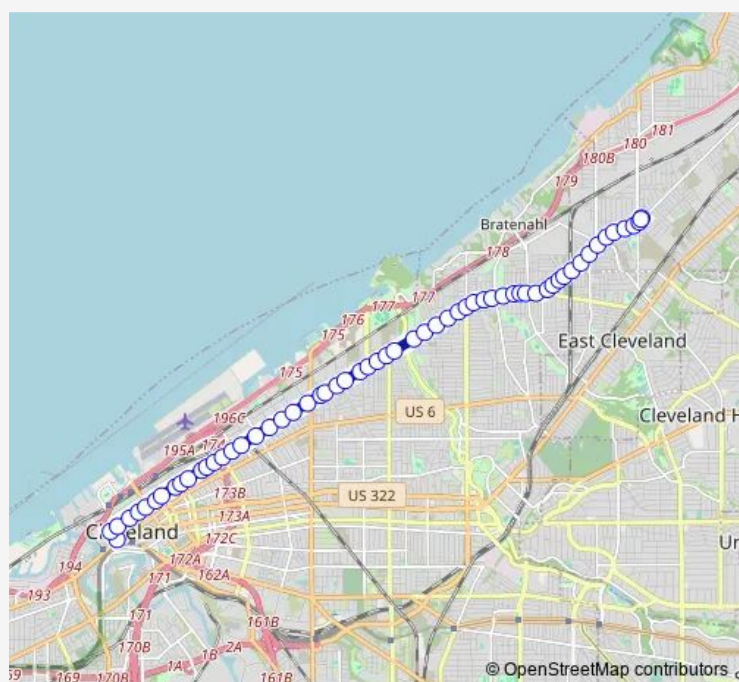 181
180
180B
179
Bratenahl
178
177
177
176
175
East Cleveland
175
US 6
Cleveland H
196C
195A
174
173B
US 322
173A
Un
172C
194
172A
162A
171
193
171
161B
170B
2A
161B
1A
1B
169
170B
© OpenStreetMap contributors